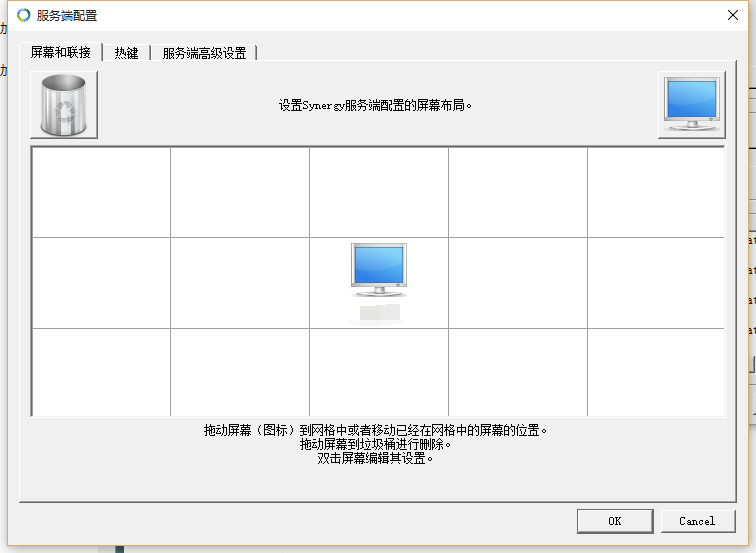 服务端配置
屏幕和联接
热键
服务端高级设置
设置Synergy服务端配置的屏幕布局。
拖动屏幕（图标）到网格中或者移动已经在网格中的屏幕的位置。
拖动屏幕到垃圾桶进行删除。
双击屏幕编辑其设置。
OK
Cancel